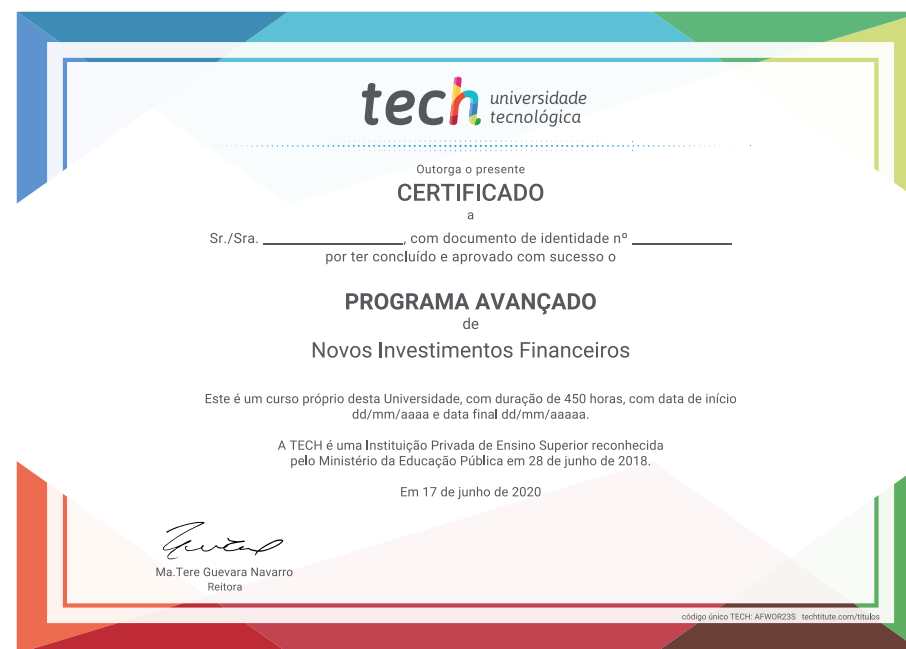 tech universidade
tecnológica
Outorga o presente
CERTIFICADO
a
Sr./Sra. ____________, com documento de identidade nº ____________
por ter concluído e aprovado com sucesso o
PROGRAMA AVANÇADO
de
Novos Investimentos Financeiros
Este é um curso próprio desta Universidade, com duração de 450 horas, com data de início
dd/mm/aaaa e data final dd/mm/aaaaa.
A TECH é uma Instituição Privada de Ensino Superior reconhecida
pelo Ministério da Educação Pública em 28 de junho de 2018.
Em 17 de junho de 2020
Ma.Tere Guevara Navarro
Reitora
código único TECH: AFWOR23S techtitute.com/titulos